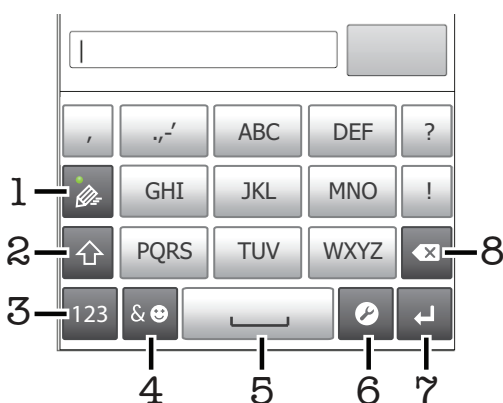 , .,-′ ABC DEF ?
1 GHI JKL MNO !
2 PQRS TUV WXYZ 8
3 123 &
4 5 6 7